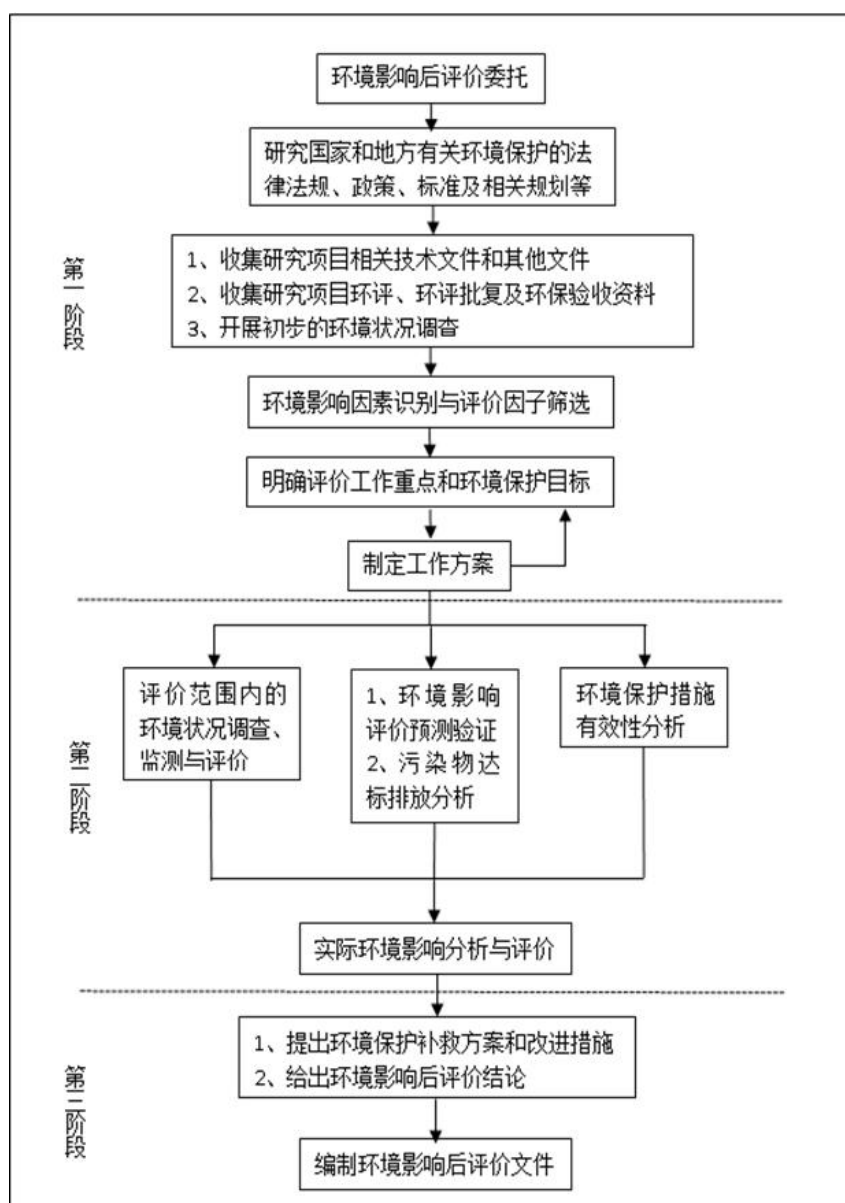 环境影响后评价委托
研究国家和地方有关环境保护的法
律法规、政策、标准及相关规划等
第一阶段
1、收集研究项目相关技术文件和其他文件
2、收集研究项目环评、环评批复及环保验收资料
3、开展初步的环境状况调查
环境影响因素识别与评价因子筛选
明确评价工作重点和环境保护目标
制定工作方案
第二阶段
评价范围内的
环境状况调查、
监测与评价
1、环境影响
评价预测验证
2、污染物达
标排放分析
环境保护措施
有效性分析
实际环境影响分析与评价
第三阶段
1、提出环境保护补救方案和改进措施
2、给出环境影响后评价结论
编制环境影响后评价文件